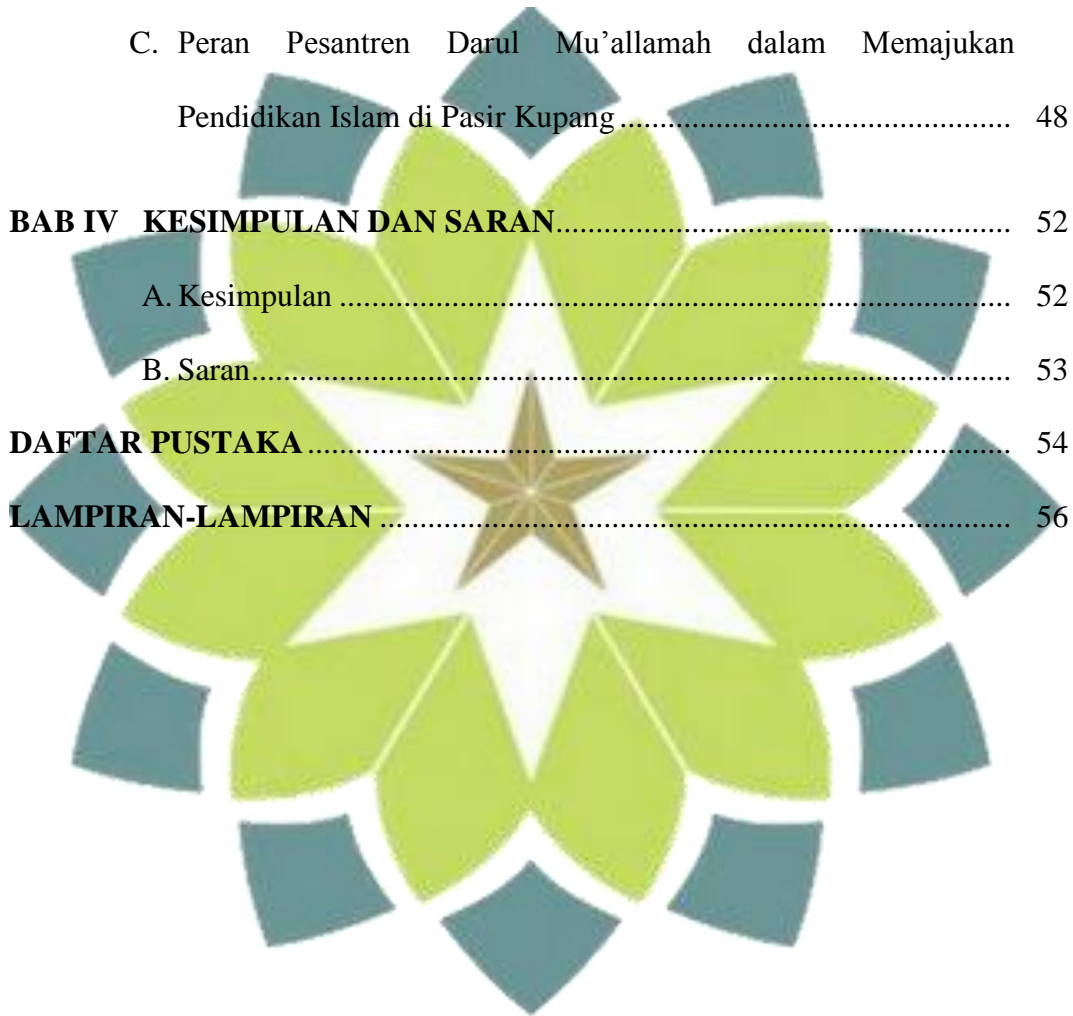 C. Peran Pesantren Darul Mu’allamah dalam Memajukan
Pendidikan Islam di Pasir Kupang ............................................... 48
BAB IV KESIMPULAN DAN SARAN ......................................................... 52
A. Kesimpulan .................................................................................... 52
B. Saran ............................................................................................... 53
DAFTAR PUSTAKA ........................................................................................ 54
LAMPIRAN-LAMPIRAN ............................................................................... 56